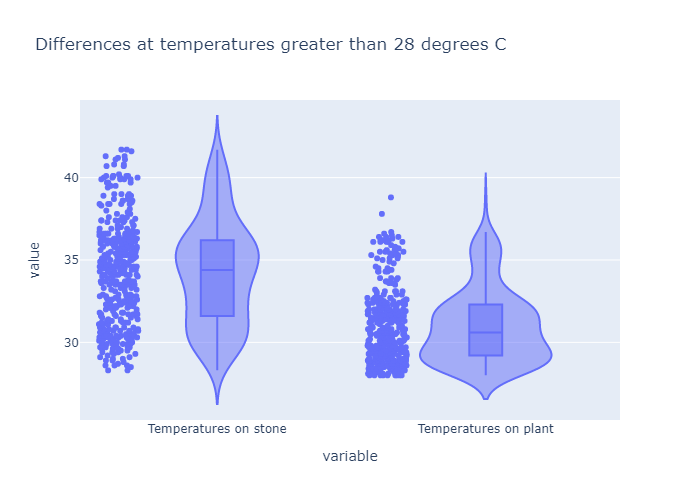 Differences at temperatures greater than 28 degrees C
40
35
30
value
Temperatures on stone
Temperatures on plant
variable